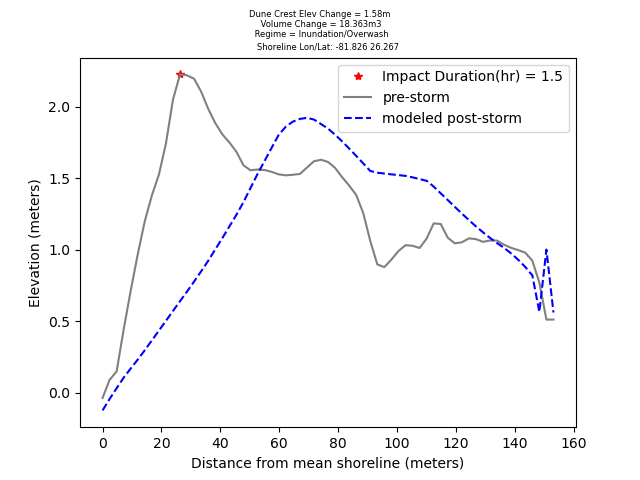 Dune Crest Elev Change = 1.58m
Volume Change = 18.363m3
Regime = Inundation/Overwash
Shoreline Lon/Lat: -81.826 26.267
Impact Duration(hr) = 1.5
pre-storm
modeled post-storm
Elevation (meters)
2.0
1.5
1.0
0.5
0.0
0 20 40 60 80 100 120 140 160
Distance from mean shoreline (meters)